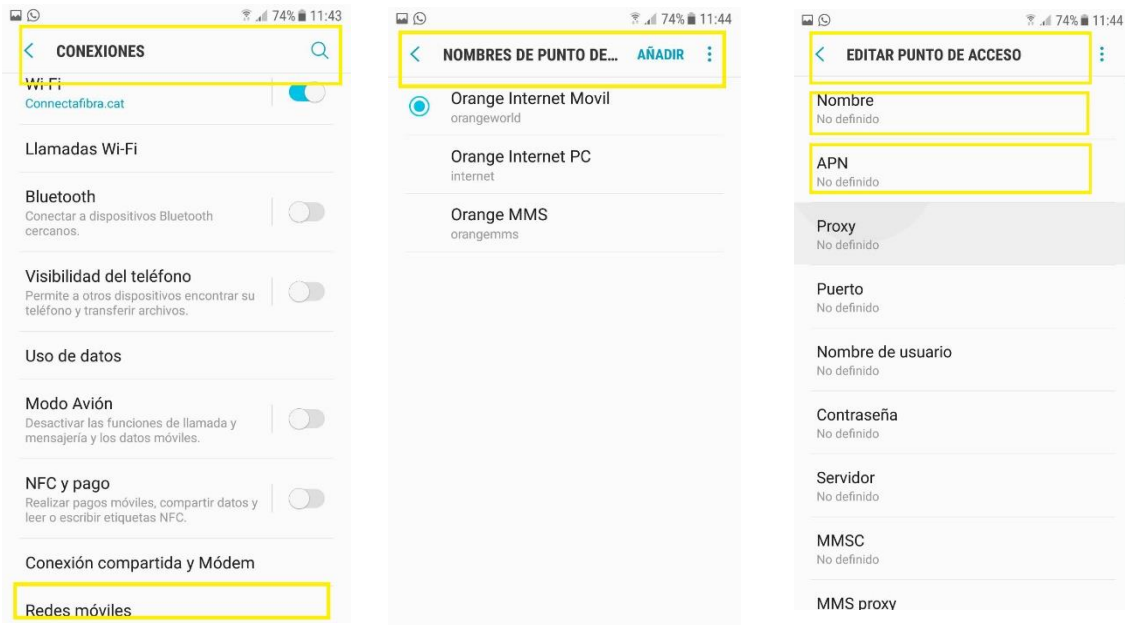 74% 11:43
CONEXIONES
Wi-Fi
Connectafibra.cat
Llamadas Wi-Fi
Bluetooth
Conectar a dispositivos Bluetooth
cercanos.
Visibilidad del teléfono
Permite a otros dispositivos encontrar su
teléfono y transferir archivos.
Uso de datos
Modo Avión
Desactivar las funciones de llamada y
mensajería y los datos móviles.
NFC y pago
Realizar pagos móviles, compartir datos y
leer o escribir etiquetas NFC.
Conexión compartida y Módem
Redes móviles
74% 11:44
NOMBRES DE PUNTO DE... AÑADIR
Orange Internet Movil
orangeworld
Orange Internet PC
internet
Orange MMS
orangemms
74% 11:44
EDITAR PUNTO DE ACCESO
Nombre
No definido
APN
No definido
Proxy
No definido
Puerto
No definido
Nombre de usuario
No definido
Contraseña
No definido
Servidor
No definido
MMSC
No definido
MMS proxy